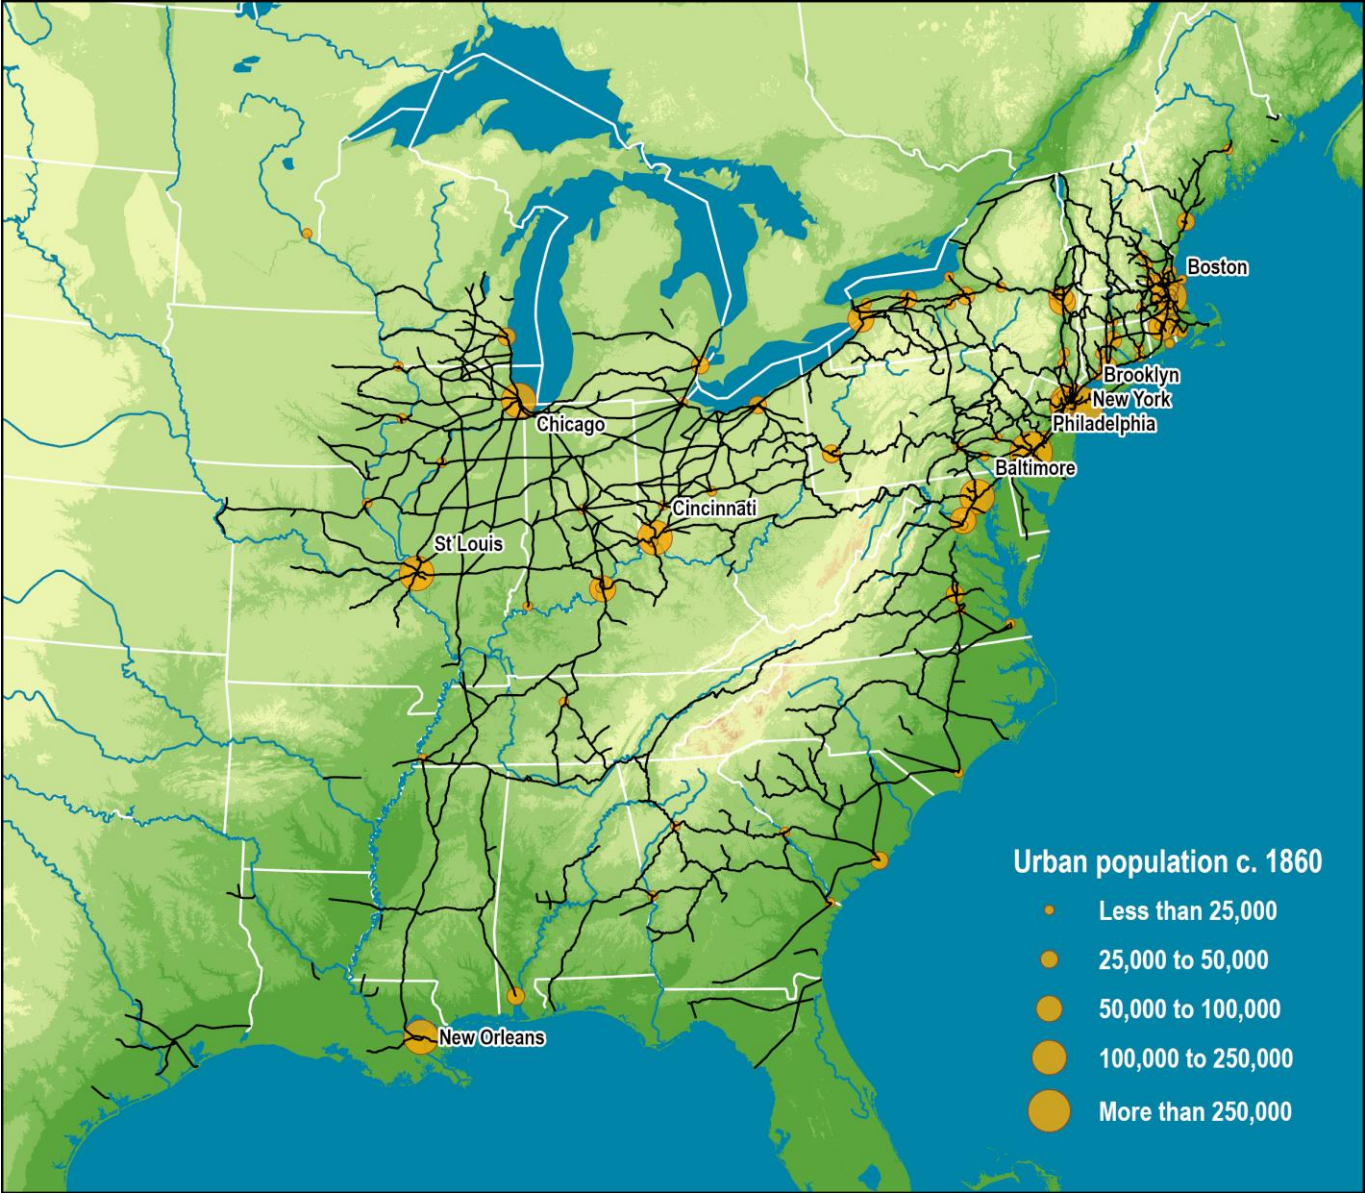 Boston
Brooklyn
New York
Philadelphia
Chicago
Baltimore
Cincinnati
St Louis
New Orleans
Urban population c. 1860
Less than 25,000
25,000 to 50,000
50,000 to 100,000
100,000 to 250,000
More than 250,000